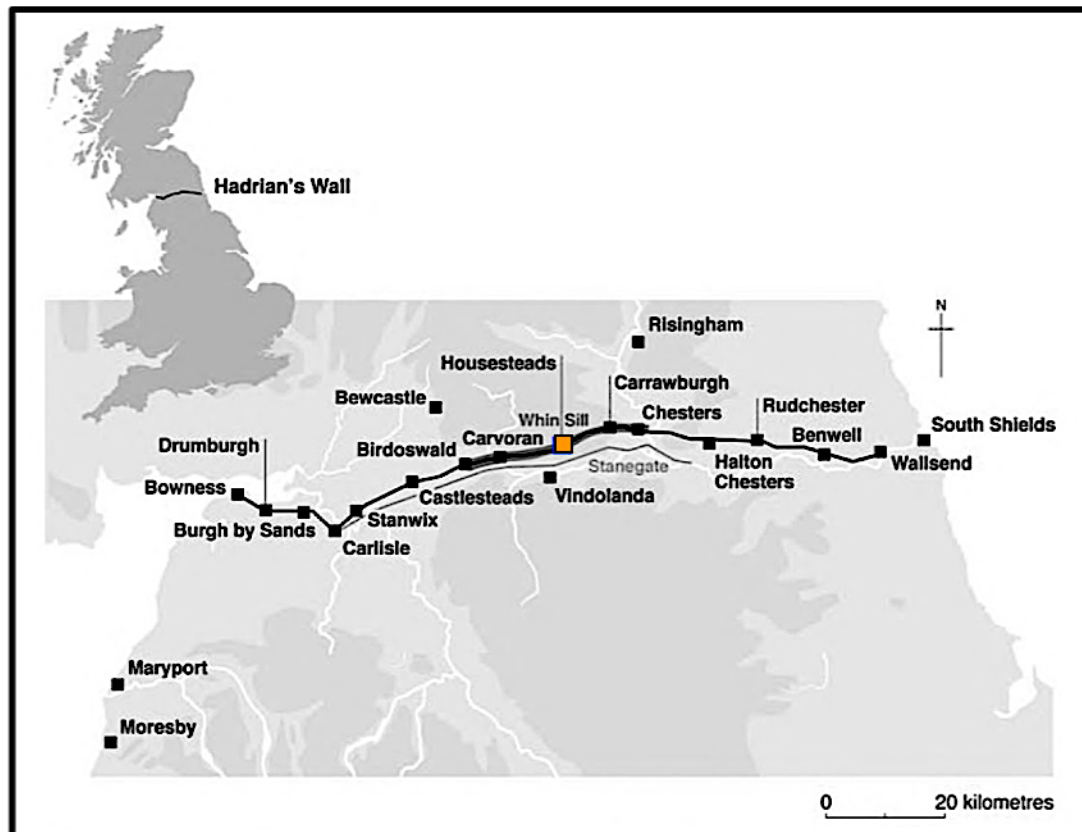 Hadrian's Wall
N
Risingham
Housesteads
Carrawburgh
Bewcastle
Whin Sill
Chesters
Rudchester
Drumburgh
Birdoswald
Carvoran
South Shields
Benwell
Bowness
Stanegate
Halton
Chesters
Wallsend
Castlesteads
Vindolanda
Burgh by Sands
Stanwix
Carlisle
Maryport
Moresby
0 20 kilometres